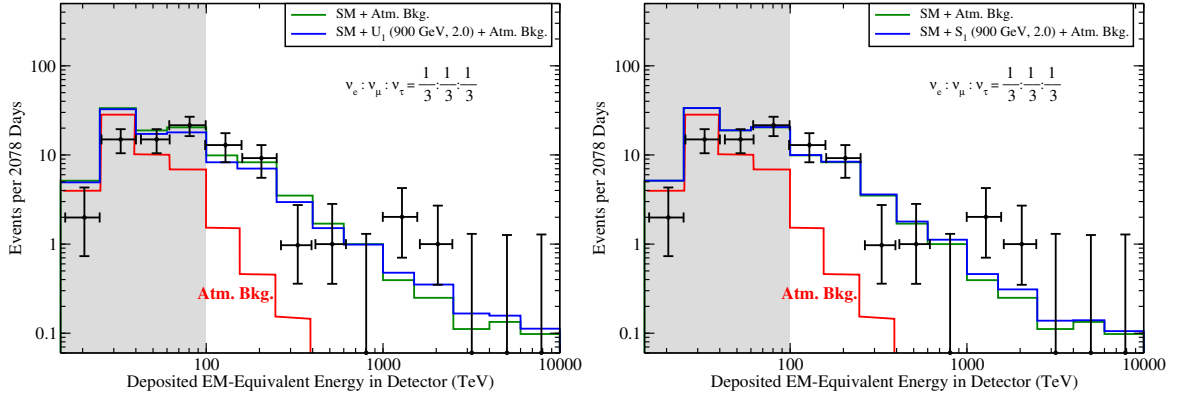 SM + Atm. Bkg.
SM + U₁ (900 GeV, 2.0) + Atm. Bkg.
νₑ : ν_μ : ν_τ = 1/3 : 1/3 : 1/3
100
10
1
0.1
Events per 2078 Days
Atm. Bkg.
100
1000
10000
Deposited EM-Equivalent Energy in Detector (TeV)
SM + Atm. Bkg.
SM + S₁ (900 GeV, 2.0) + Atm. Bkg.
νₑ : ν_μ : ν_τ = 1/3 : 1/3 : 1/3
100
10
1
0.1
Events per 2078 Days
Atm. Bkg.
100
1000
10000
Deposited EM-Equivalent Energy in Detector (TeV)